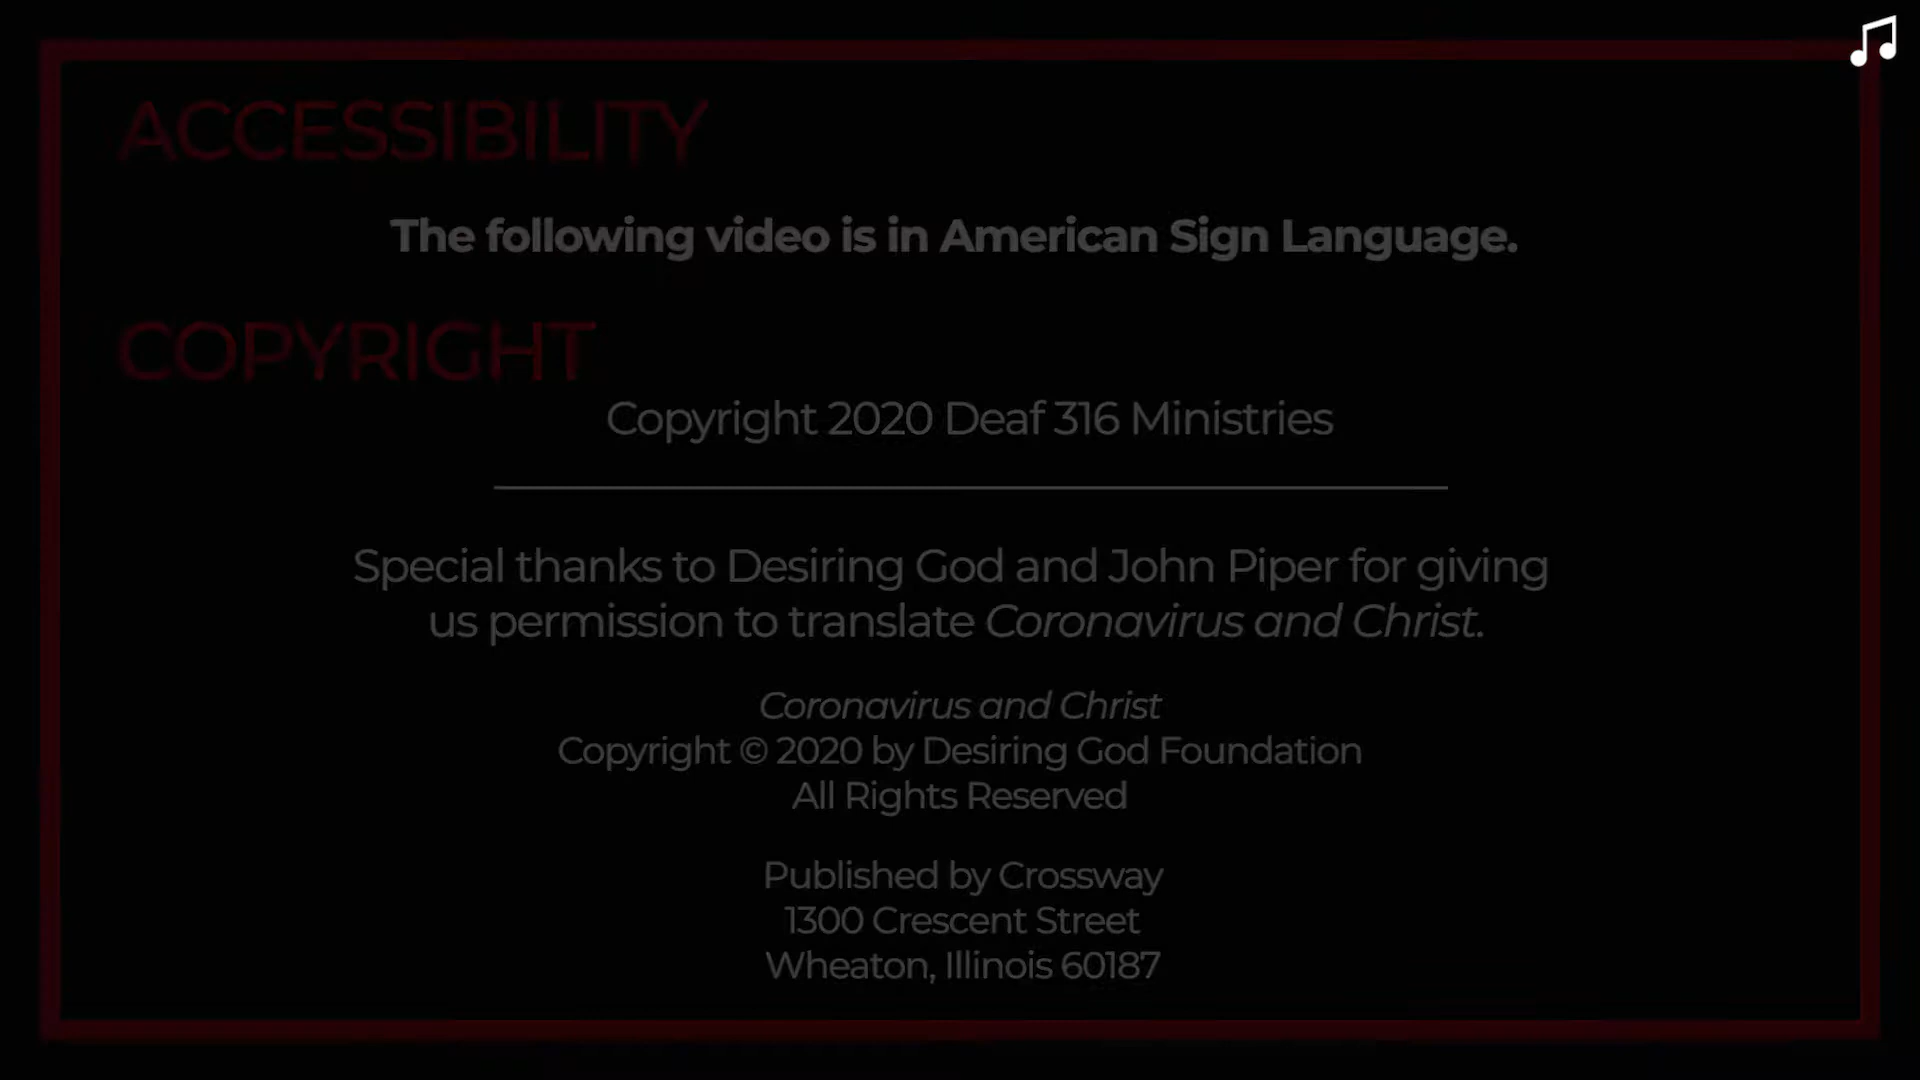 ACCESSIBILITY
The following video is in American Sign Language.
COPYRIGHT
Copyright 2020 Deaf 316 Ministries
Special thanks to Desiring God and John Piper for giving
us permission to translate Coronavirus and Christ.
Coronavirus and Christ
Copyright © 2020 by Desiring God Foundation
All Rights Reserved
Published by Crossway
1300 Crescent Street
Wheaton, Illinois 60187